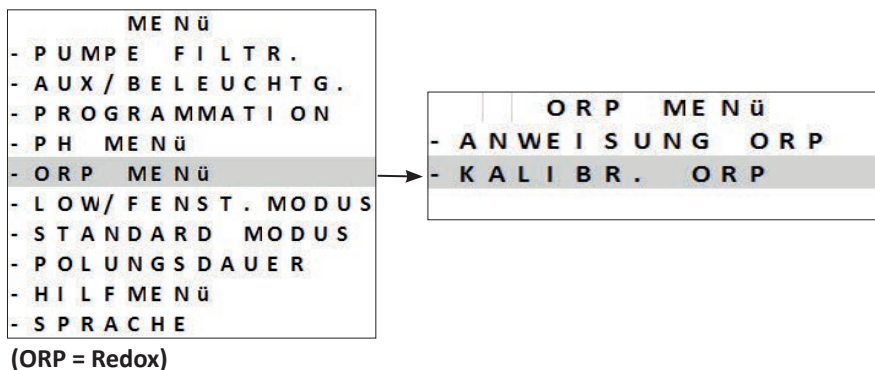 MENü
- PUMPE FILTR.
- AUX/BELEUCHTG.
- PROGRAMMATION
- PH MENü
- ORP MENü
- LOW/FENST.MODUS
- STANDARD MODUS
- POLUNGSDAUER
- HILFMENü
- SPRACHE
(ORP = Redox)
ORP MENü
- ANWEISUNG ORP
- KALIBR. ORP